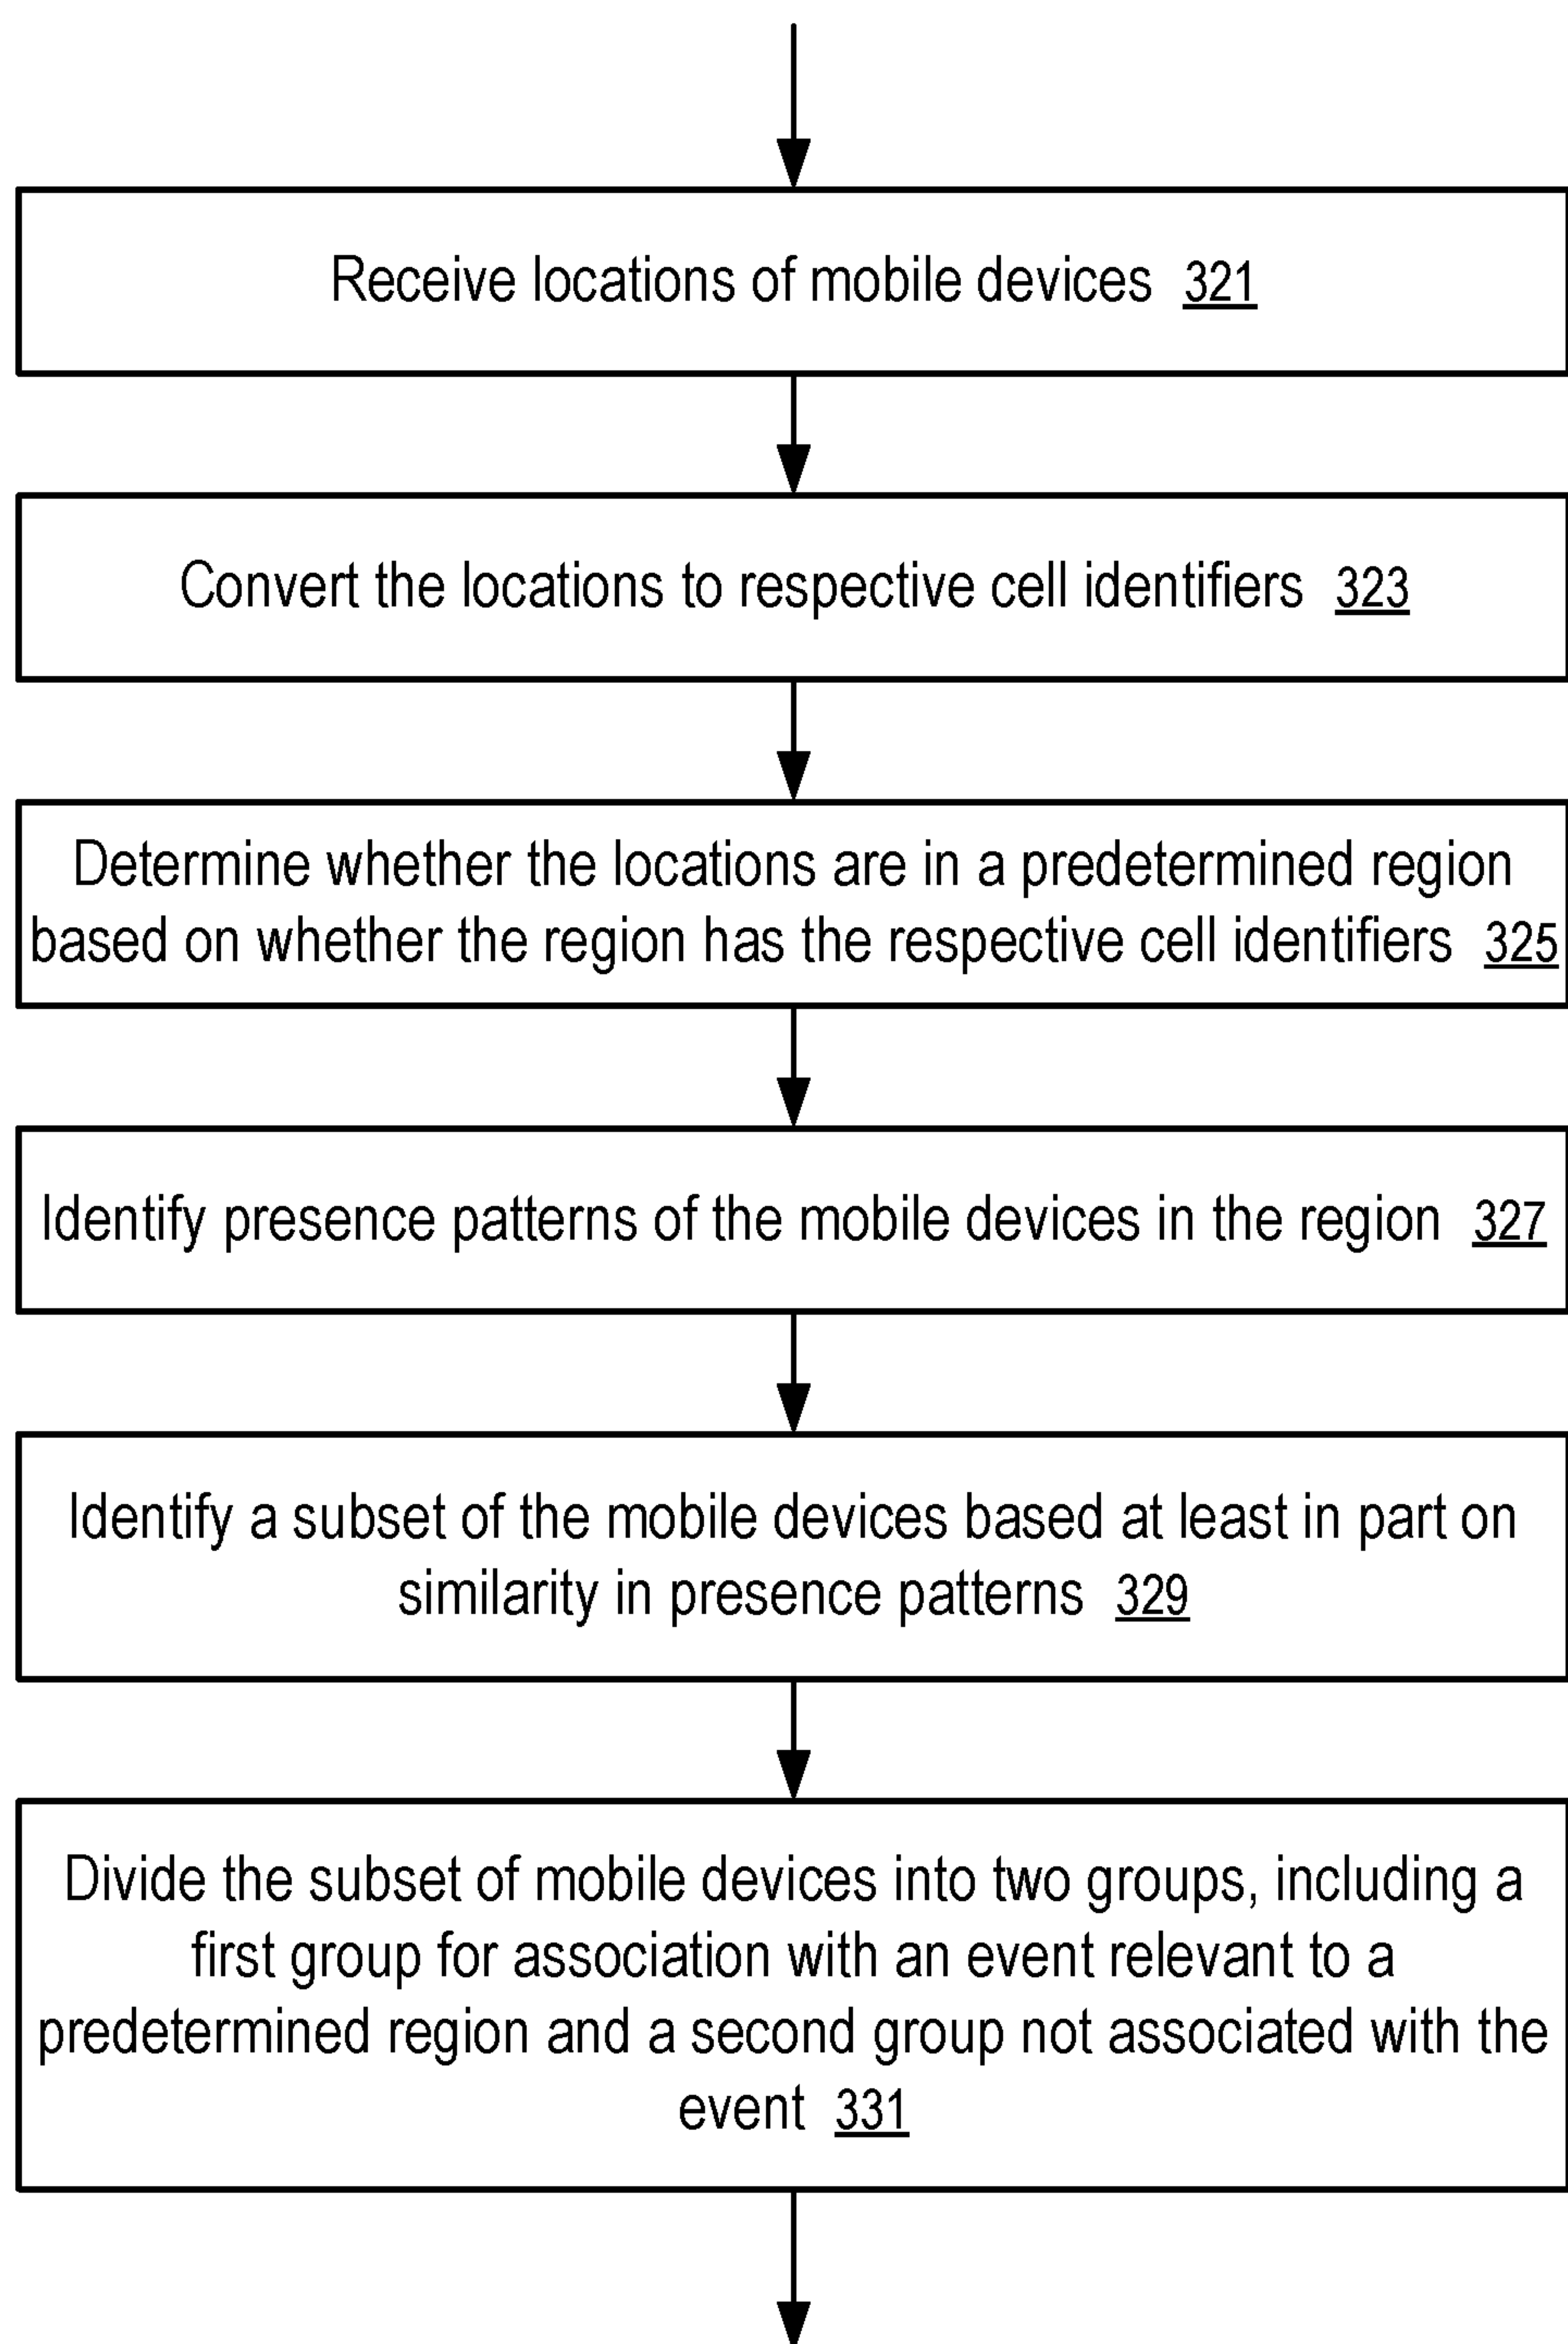 Receive locations of mobile devices 321
Convert the locations to respective cell identifiers 323
Determine whether the locations are in a predetermined region
based on whether the region has the respective cell identifiers 325
Identify presence patterns of the mobile devices in the region 327
Identify a subset of the mobile devices based at least in part on
similarity in presence patterns 329
Divide the subset of mobile devices into two groups, including a
first group for association with an event relevant to a
predetermined region and a second group not associated with the
event 331